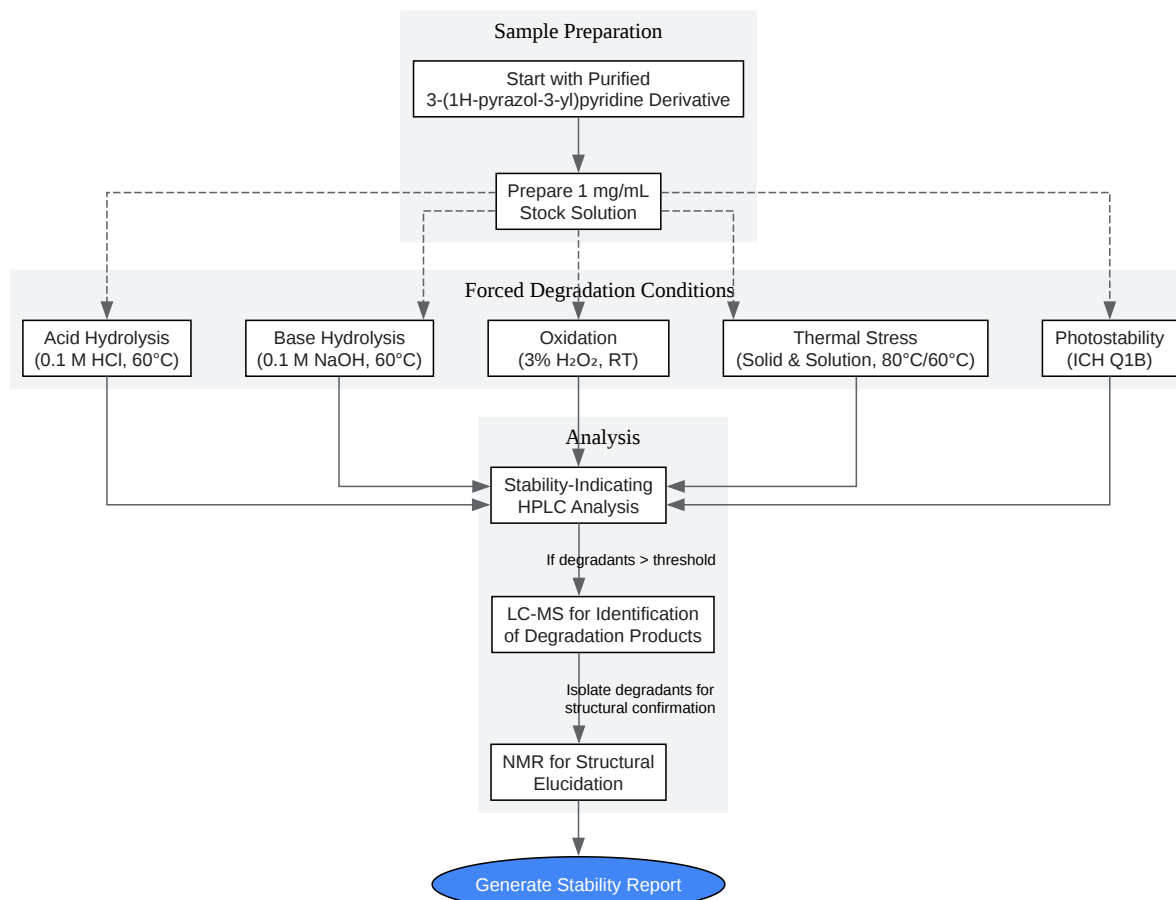 Sample Preparation
Start with Purified
3-(1H-pyrazol-3-yl)pyridine Derivative
Prepare 1 mg/mL
Stock Solution
Forced Degradation Conditions
Acid Hydrolysis
(0.1 M HCl, 60°C)
Base Hydrolysis
(0.1 M NaOH, 60°C)
Oxidation
(3% H₂O₂, RT)
Thermal Stress
(Solid & Solution, 80°C/60°C)
Photostability
(ICH Q1B)
Analysis
Stability-Indicating
HPLC Analysis
If degradants > threshold
LC-MS for Identification
of Degradation Products
Isolate degradants for
structural confirmation
NMR for Structural
Elucidation
Generate Stability Report